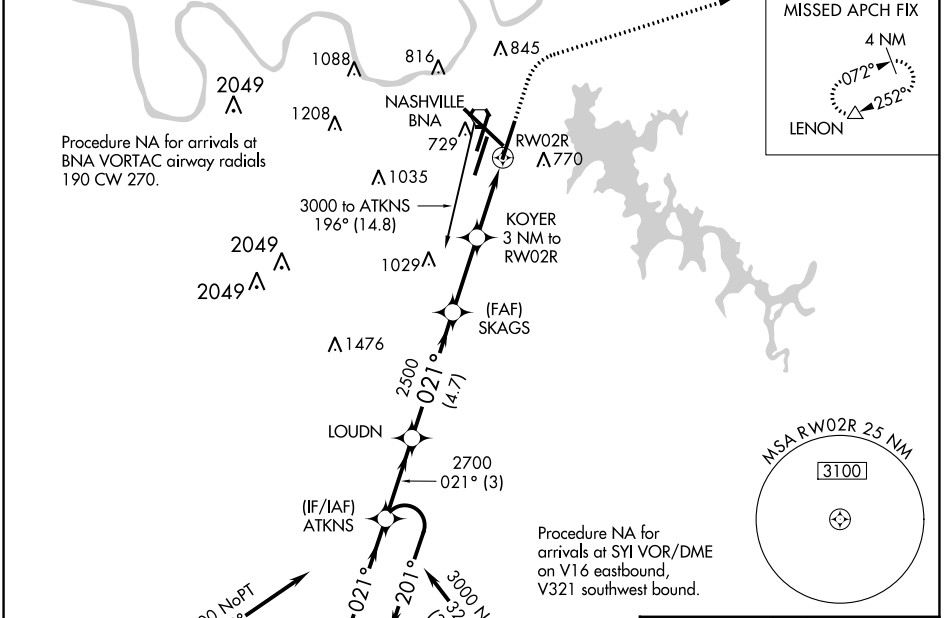 MISSED APCH FIX
4 NM
072°
252°
LENON
845
816
1088
2049
1208
NASHVILLE
BNA
729
RW02R
770
Procedure NA for arrivals at
BNA VORTAC airway radials
190 CW 270.
1035
3000 to ATKNS
196° (14.8)
KOYER
3 NM to
RW02R
2049
1029
2049
(FAF)
SKAGS
1476
2500
021°
(4.7)
LOUDN
2700
021° (3)
(IF/IAF)
ATKNS
MSA RW02R 25 NM
3100
Procedure NA for
arrivals at SYI VOR/DME
on V16 eastbound,
V321 southwest bound.
NoPT
021°
201°
3000